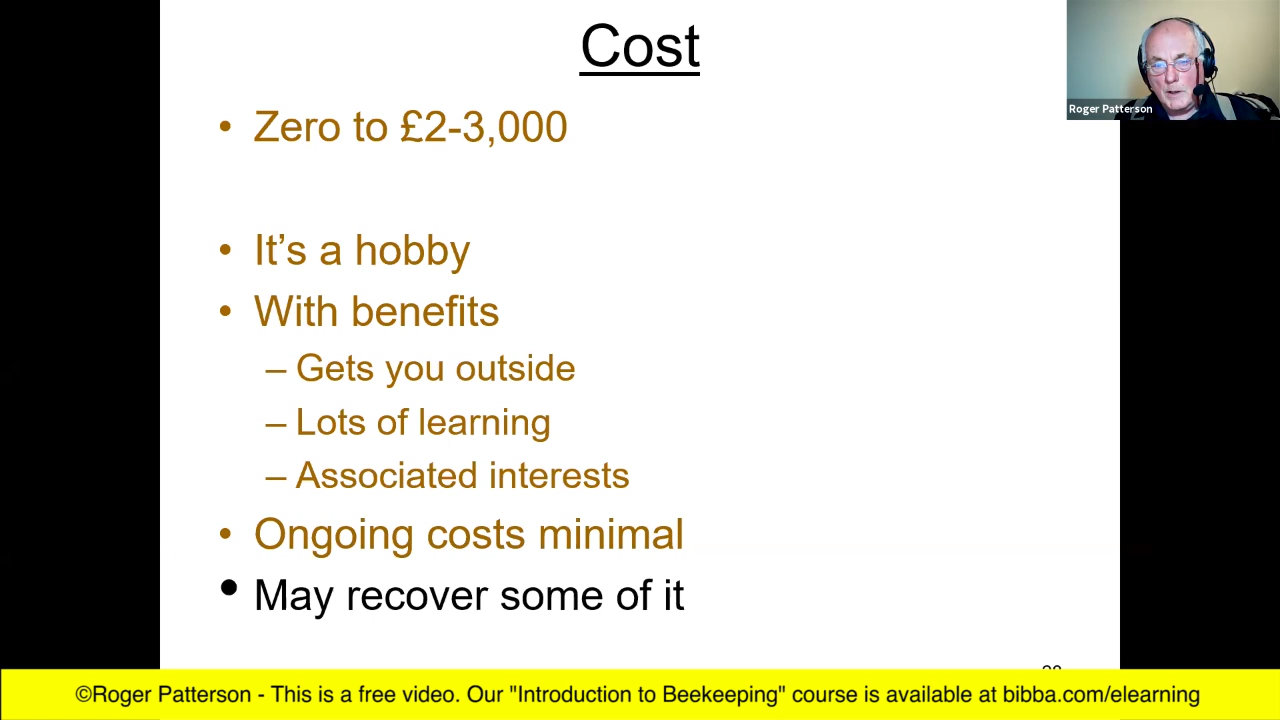 Cost
Roger Patterson
• Zero to £2-3,000
• It's a hobby
• With benefits
– Gets you outside
– Lots of learning
– Associated interests
• Ongoing costs minimal
• May recover some of it
©Roger Patterson - This is a free video. Our "Introduction to Beekeeping" course is available at bibba.com/elearning